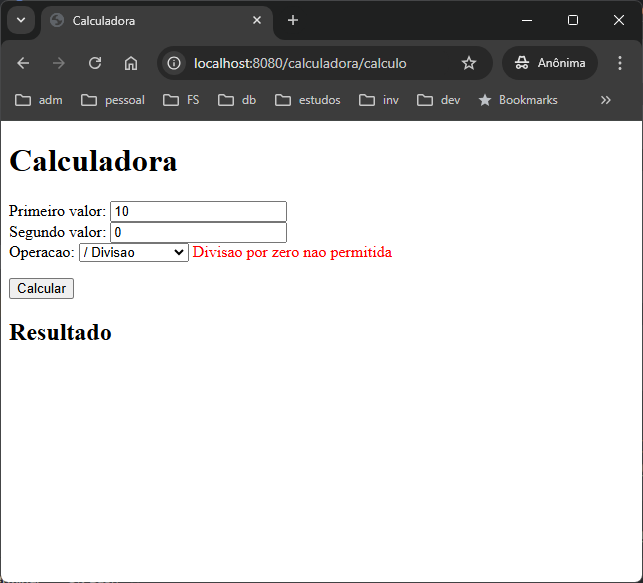 Calculadora
localhost:8080/calculadora/calculo
Anônima
adm pessoal FS db estudos inv dev Bookmarks
Calculadora
Primeiro valor: 10
Segundo valor: 0
Operacao: / Divisao Divisao por zero nao permitida
Calcular
Resultado